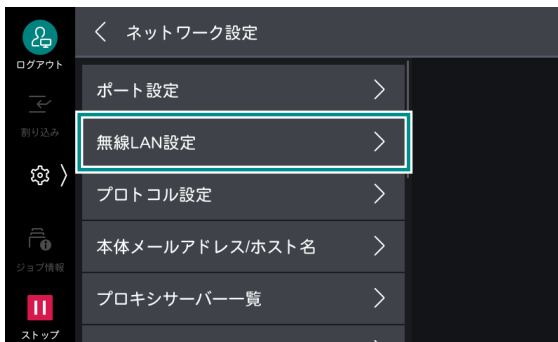 ネットワーク設定
ログアウト
ポート設定
割り込み
無線LAN設定
プロトコル設定
本体メールアドレス/ホスト名
ジョブ情報
プロキシサーバー一覧
ストップ